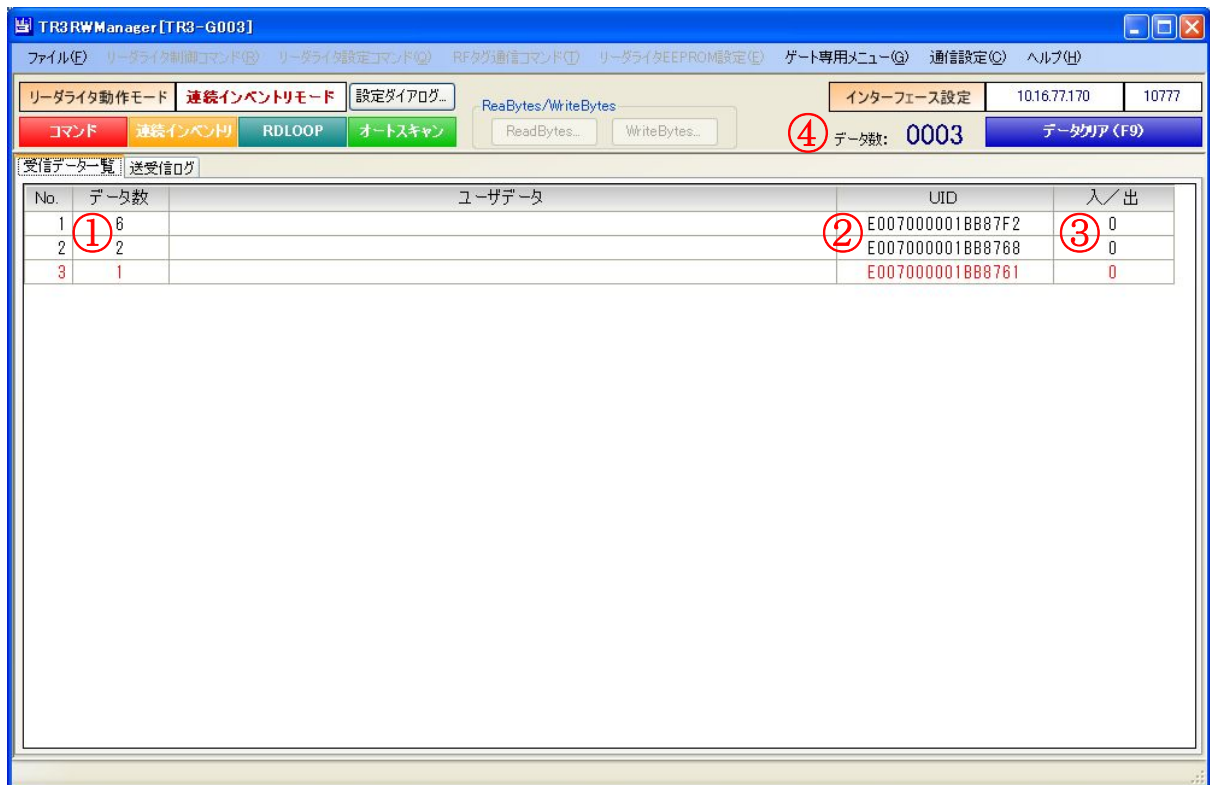 TR3RWManager[TR3-G003]
ファイル(F) リーダライタ制御コマンド(R) リーダライタ設定コマンド(Q) RFタグ通信コマンド(T) リーダライタEEPROM設定(E) ゲート専用メニュー(G) 通信設定(C) ヘルプ(H)
リーダライタ動作モード 連続インベントリモード 設定ダイアログ... ReaBytes/WriteBytes インターフェース設定 10.16.77.170 10777
コマンド 連続インベントリ RDLOOP オートスキャン ReadBytes... WriteBytes... ④ データ数: 0003 データクリア(F9)
受信データ一覧 送受信ログ
No. データ数 ユーザデータ UID 入/出
1 6 E007000001BB87F2 0
① ② ③
2 2 E007000001BB8768 0
3 1 E007000001BB8761 0